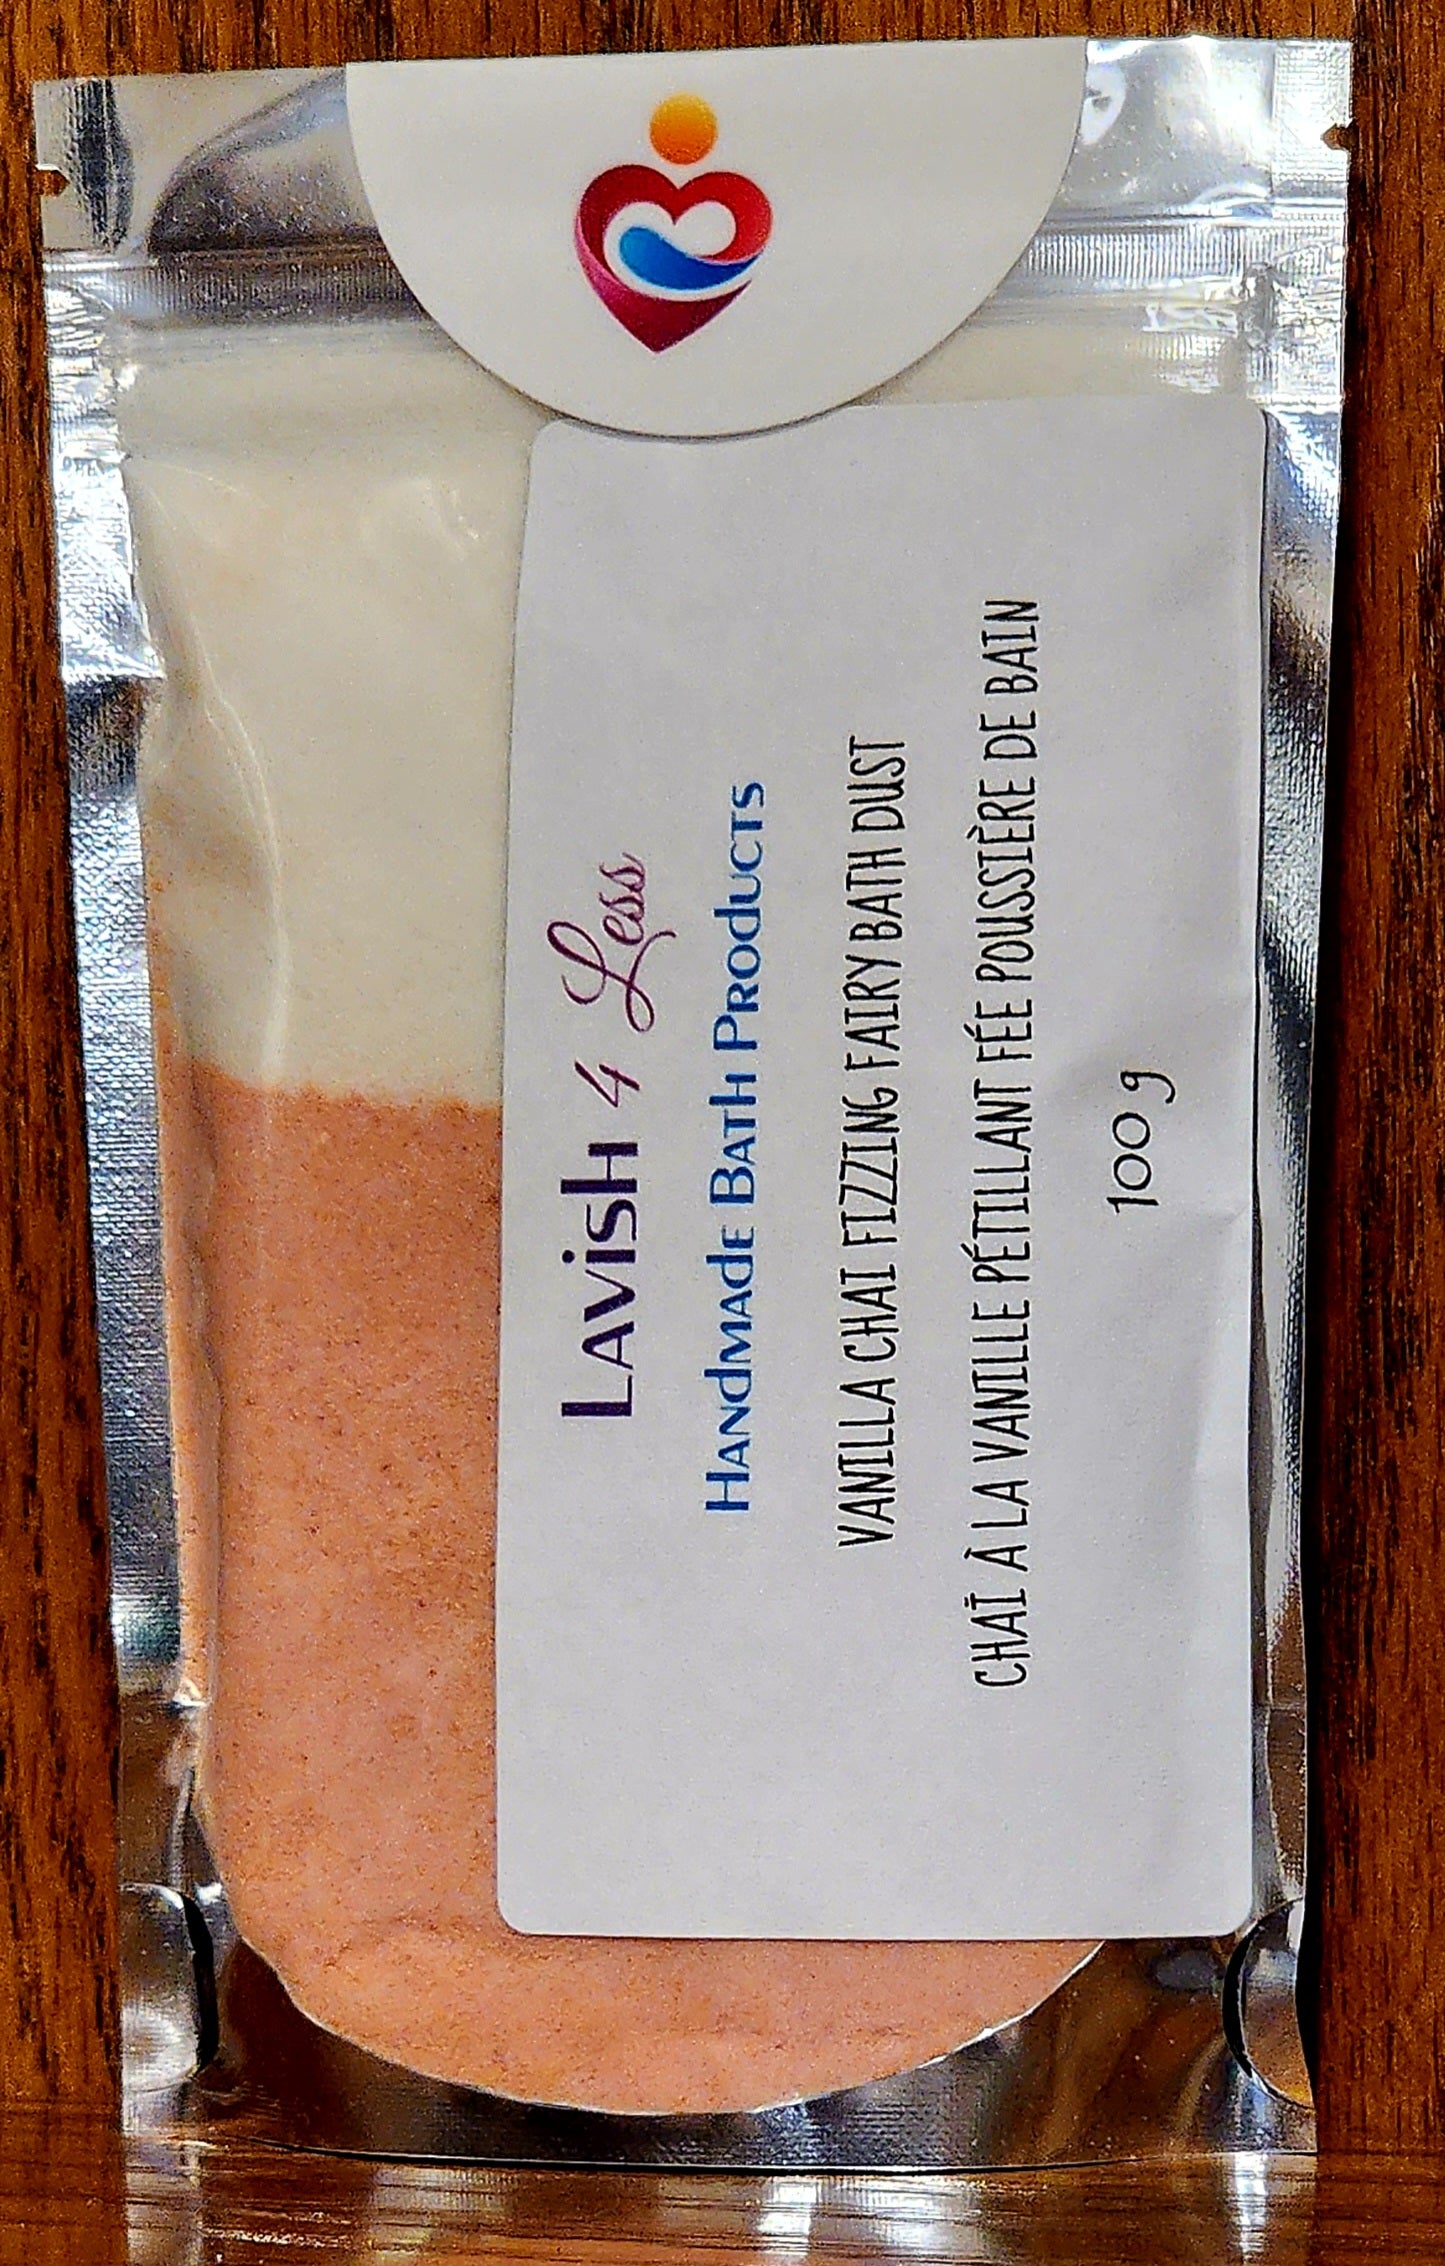 Lavish 4 Less
Handmade Bath Products
VANILLA CHAI FIZZING FAIRY BATH DUST
CHAÏ À LA VANILLE PÉTILLANT FÉE POUSSIÈRE DE BAIN
100 g